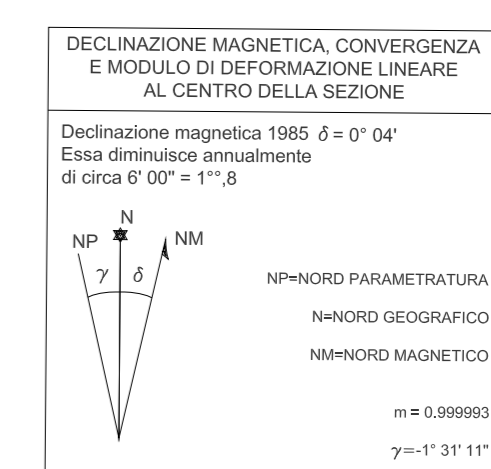 DECLINAZIONE MAGNETICA, CONVERGENZA
E MODULO DI DEFORMAZIONE LINEARE
AL CENTRO DELLA SEZIONE
Declinazione magnetica 1985 δ = 0° 04'
Essa diminuisce annualmente
di circa 6' 00" = 1°°,8
N
NP NM
γ δ
NP=NORD PARAMETRATURA
N=NORD GEOGRAFICO
NM=NORD MAGNETICO
m = 0.999993
γ=-1° 31' 11"